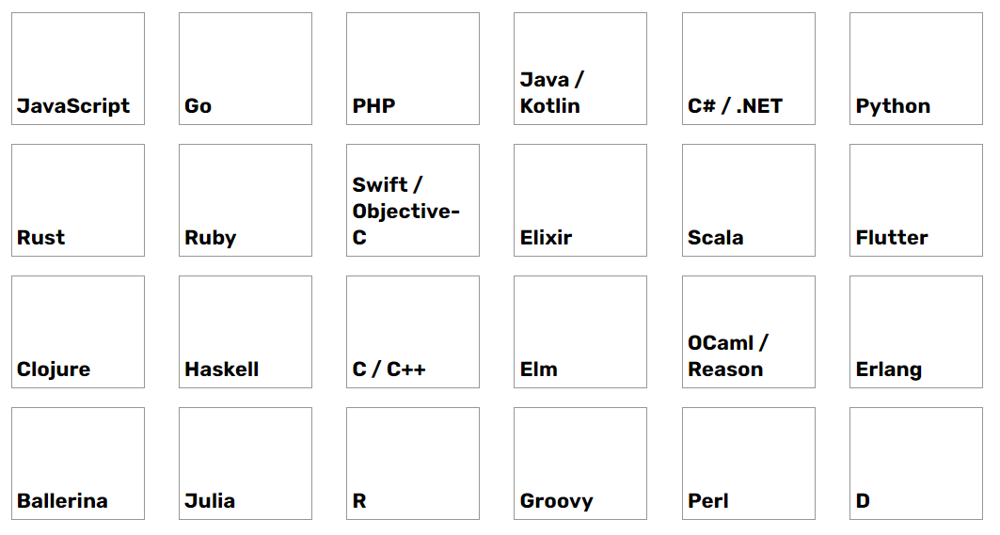 JavaScript
Go
PHP
Java /
Kotlin
C# / .NET
Python
Rust
Ruby
Swift /
Objective-
C
Elixir
Scala
Flutter
Clojure
Haskell
C / C++
Elm
OCaml /
Reason
Erlang
Ballerina
Julia
R
Groovy
Perl
D